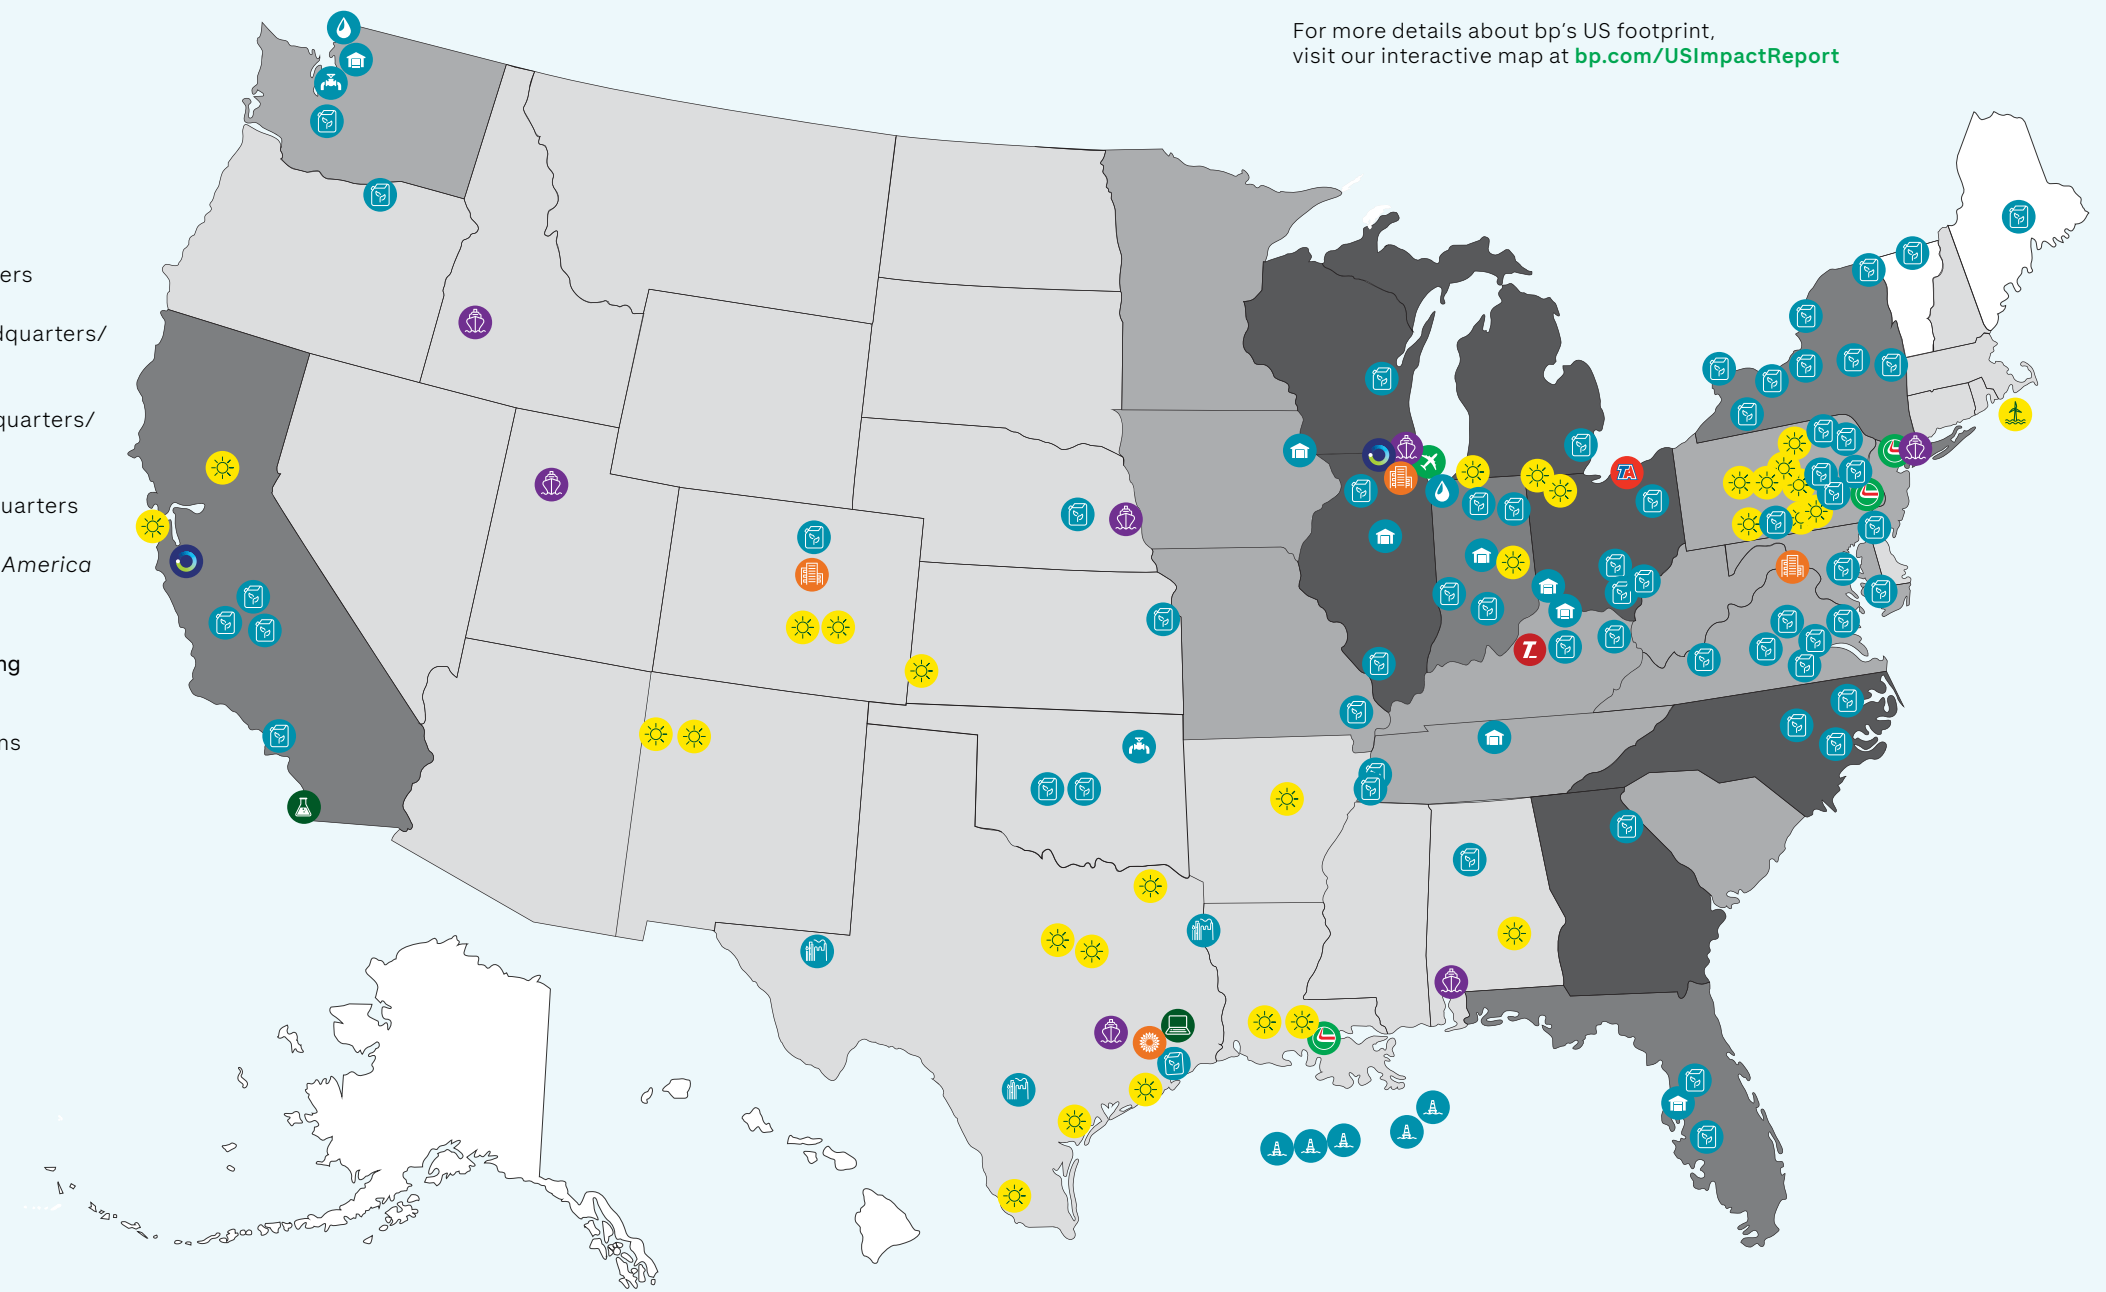 For more details about bp's US footprint,
visit our interactive map at bp.com/USImpactReport
ers
dquarters/
quarters/
uarters
America
ng
ns
TA